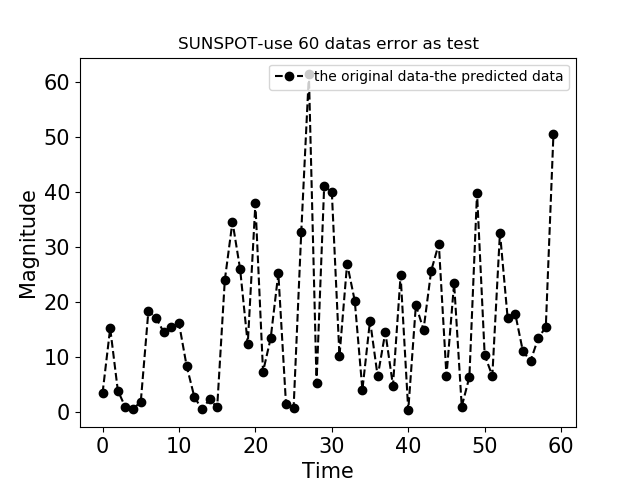 SUNSPOT-use 60 datas error as test
the original data-the predicted data
60
50
40
30
20
10
0
Magnitude
0 10 20 30 40 50 60
Time